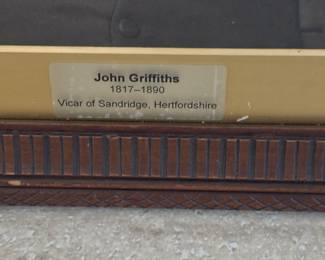 John Griffiths
1817–1890
Vicar of Sandridge, Hertfordshire